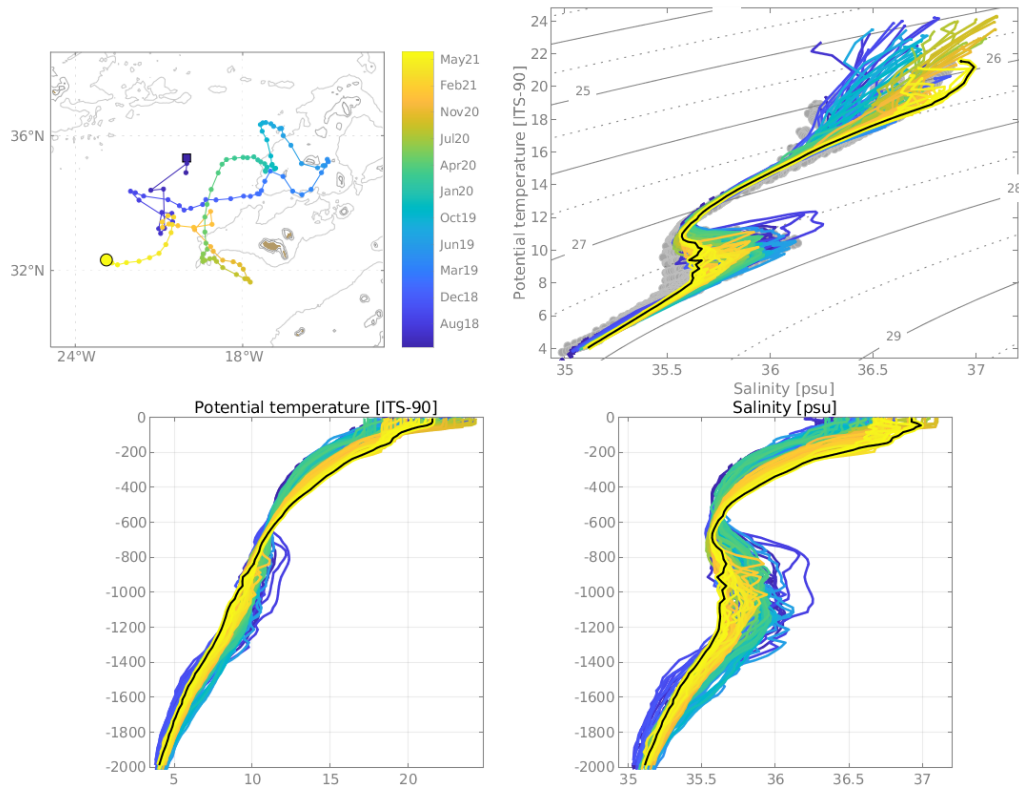 36°N
32°N
24°W
18°W
May21
Feb21
Nov20
Jul20
Apr20
Jan20
Oct19
Jun19
Mar19
Dec18
Aug18
Potential temperature [ITS-90]
24
22
20
18
16
14
12
10
8
6
4
25
26
27
28
29
35
35.5
36
36.5
37
Salinity [psu]
Potential temperature [ITS-90]
0
-200
-400
-600
-800
-1000
-1200
-1400
-1600
-1800
-2000
5
10
15
20
Salinity [psu]
0
-200
-400
-600
-800
-1000
-1200
-1400
-1600
-1800
-2000
35
35.5
36
36.5
37